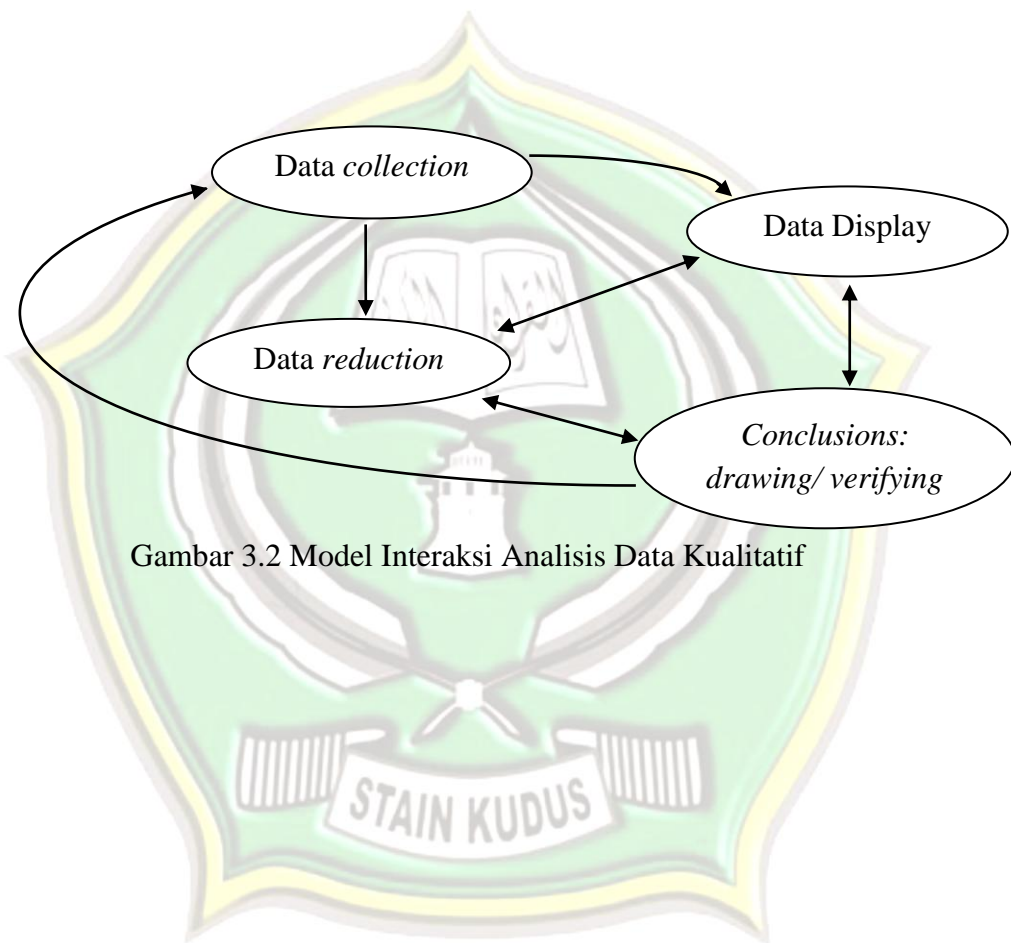 Data collection
Data Display
Data reduction
Conclusions:
drawing/ verifying
Gambar 3.2 Model Interaksi Analisis Data Kualitatif
STAIN KUDUS